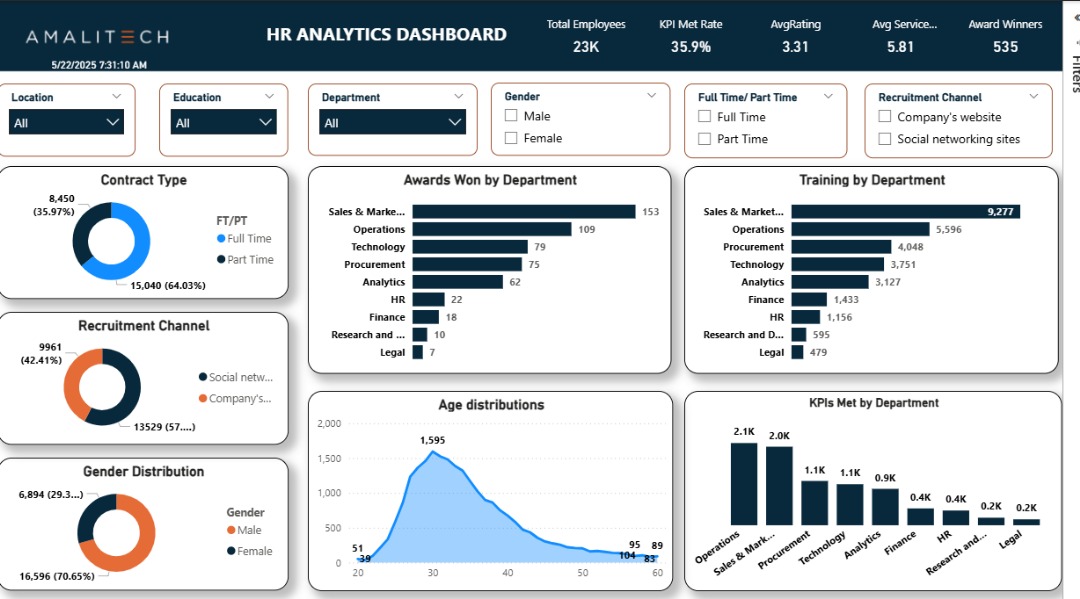 AMALITECH
5/22/2025 7:31:10 AM
HR ANALYTICS DASHBOARD
Total Employees
23K
KPI Met Rate
35.9%
AvgRating
3.31
Avg Service...
5.81
Award Winners
535
Filters
Location
All
Education
All
Department
All
Gender
Male
Female
Full Time/ Part Time
Full Time
Part Time
Recruitment Channel
Company's website
Social networking sites
Contract Type
8,450
(35.97%)
FT/PT
Full Time
Part Time
15,040 (64.03%)
Awards Won by Department
Sales & Marke... 153
Operations 109
Technology 79
Procurement 75
Analytics 62
HR 22
Finance 18
Research and ... 10
Legal 7
Training by Department
Sales & Market... 9,277
Operations 5,596
Procurement 4,048
Technology 3,751
Analytics 3,127
Finance 1,433
HR 1,156
Research and D... 595
Legal 479
Recruitment Channel
9961
(42.41%)
Social netw...
Company's...
13529 (57....)
Gender Distribution
6,894 (29.3...)
Gender
Male
Female
16,596 (70.65%)
Age distributions
2,000
1,500
1,000
500
0
1,595
51
39
95
104
89
83
20 30 40 50 60
KPIs Met by Department
2.1K
2.0K
1.1K
1.1K
0.9K
0.4K
0.4K
0.2K
0.2K
Operations
Sales & Mark...
Procurement
Technology
Analytics
Finance
HR
Research and...
Legal